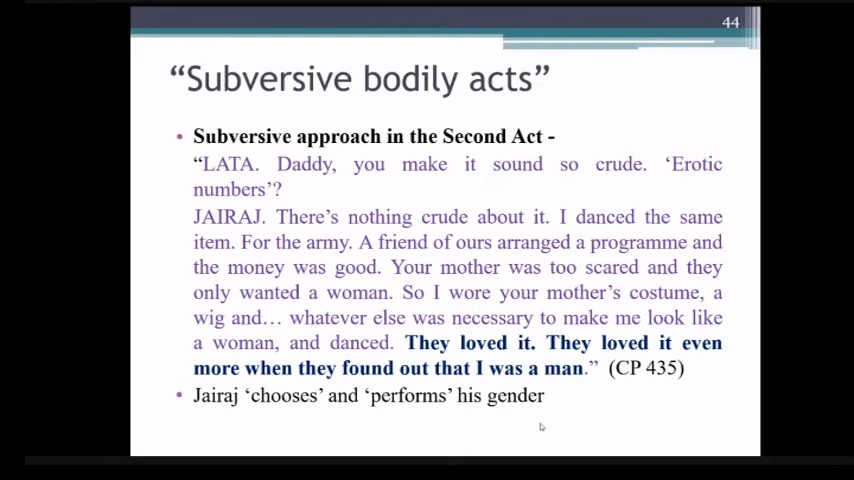 44
“Subversive bodily acts”
• Subversive approach in the Second Act -
“LATA. Daddy, you make it sound so crude. ‘Erotic
numbers’?
JAIRAJ. There’s nothing crude about it. I danced the same
item. For the army. A friend of ours arranged a programme and
the money was good. Your mother was too scared and they
only wanted a woman. So I wore your mother’s costume, a
wig and… whatever else was necessary to make me look like
a woman, and danced. They loved it. They loved it even
more when they found out that I was a man.” (CP 435)
• Jairaj ‘chooses’ and ‘performs’ his gender